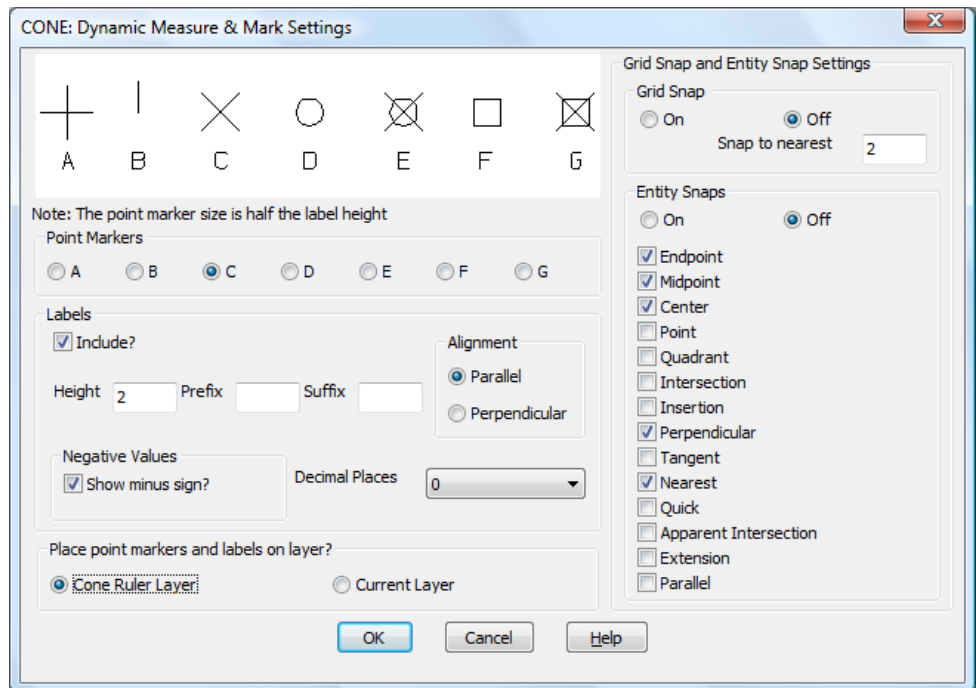 CONE: Dynamic Measure & Mark Settings
A B C D E F G
Note: The point marker size is half the label height
Point Markers
A B C D E F G
Labels
Include?
Height 2 Prefix Suffix
Alignment
Parallel
Perpendicular
Negative Values
Show minus sign?
Decimal Places 0
Place point markers and labels on layer?
Cone Ruler Layer Current Layer
Grid Snap and Entity Snap Settings
Grid Snap
On Off
Snap to nearest 2
Entity Snaps
On Off
Endpoint
Midpoint
Center
Point
Quadrant
Intersection
Insertion
Perpendicular
Tangent
Nearest
Quick
Apparent Intersection
Extension
Parallel
OK Cancel Help